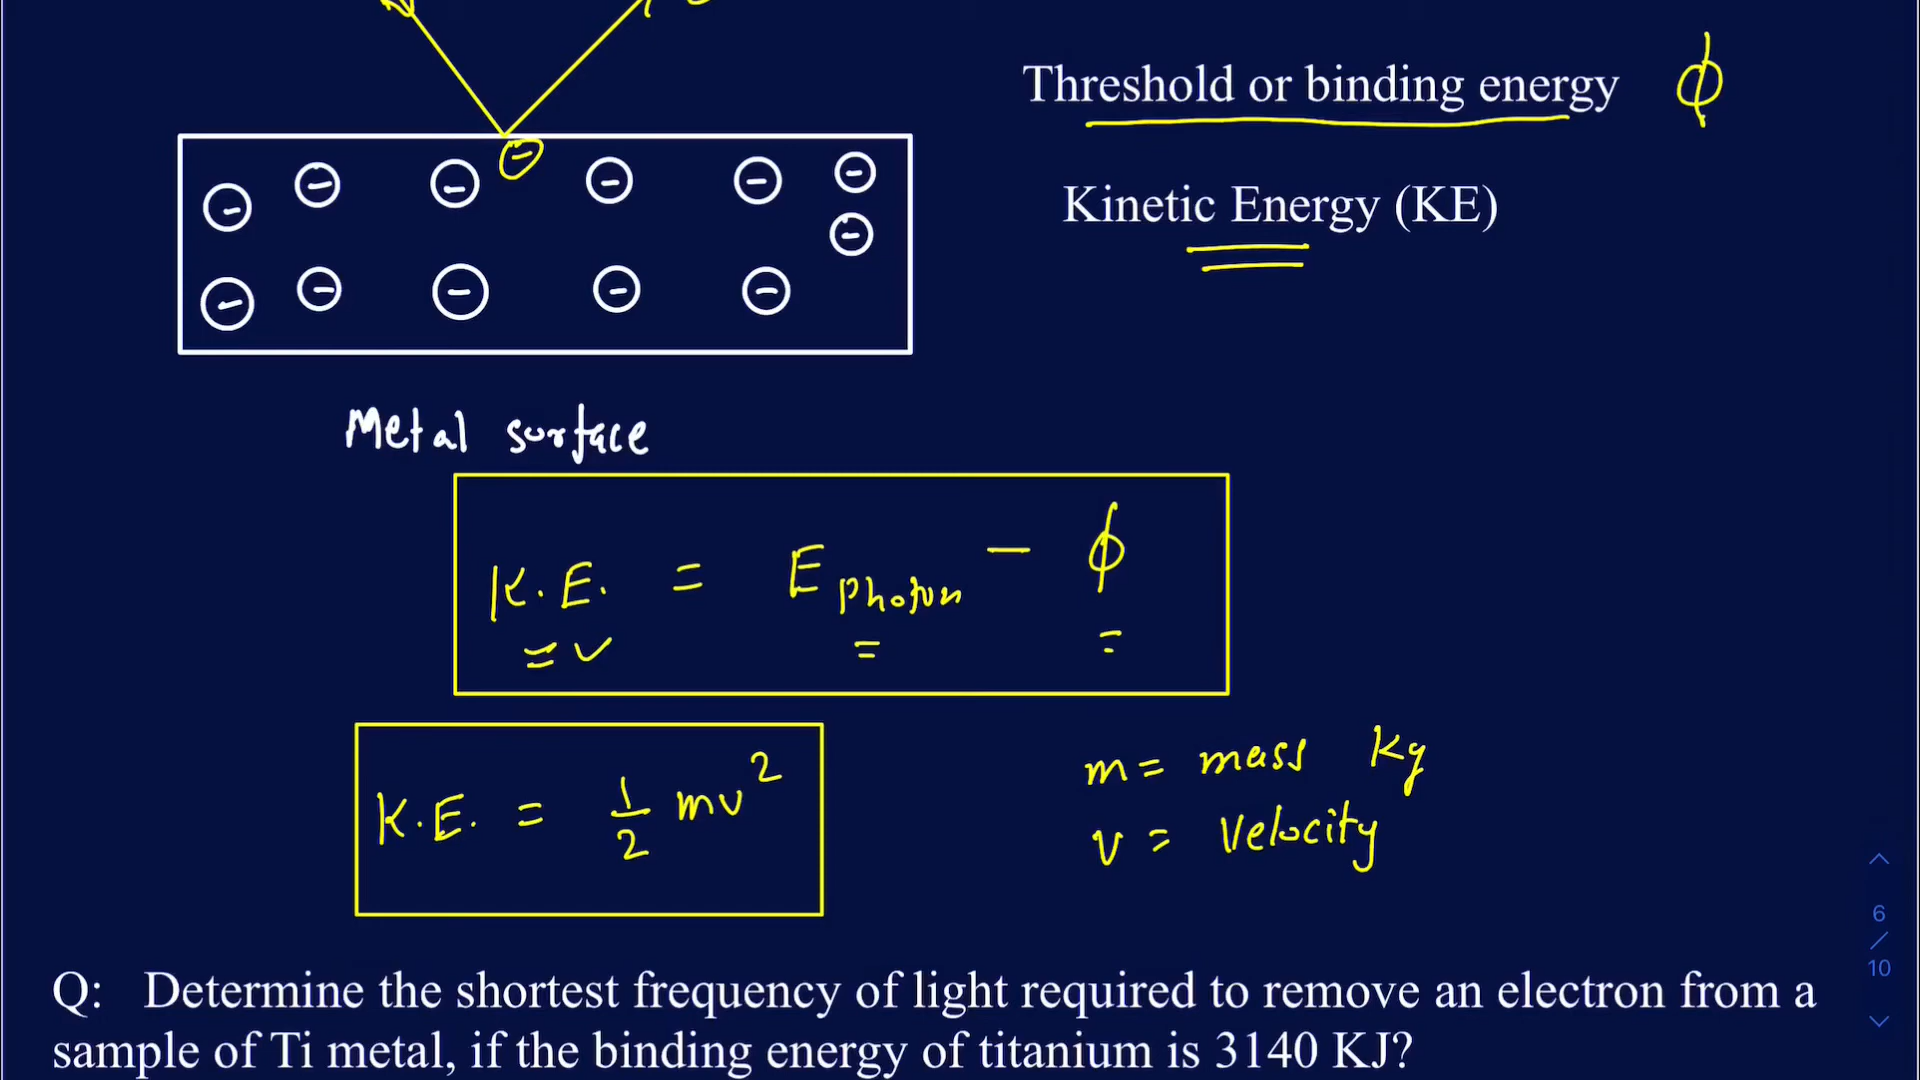 Threshold or binding energy ϕ
Kinetic Energy (KE)
Metal surface
K.E. = E photon - ϕ
K.E. = 1/2 mv²
m = mass kg
v = velocity
6
/
10
Q: Determine the shortest frequency of light required to remove an electron from a
sample of Ti metal, if the binding energy of titanium is 3140 KJ?